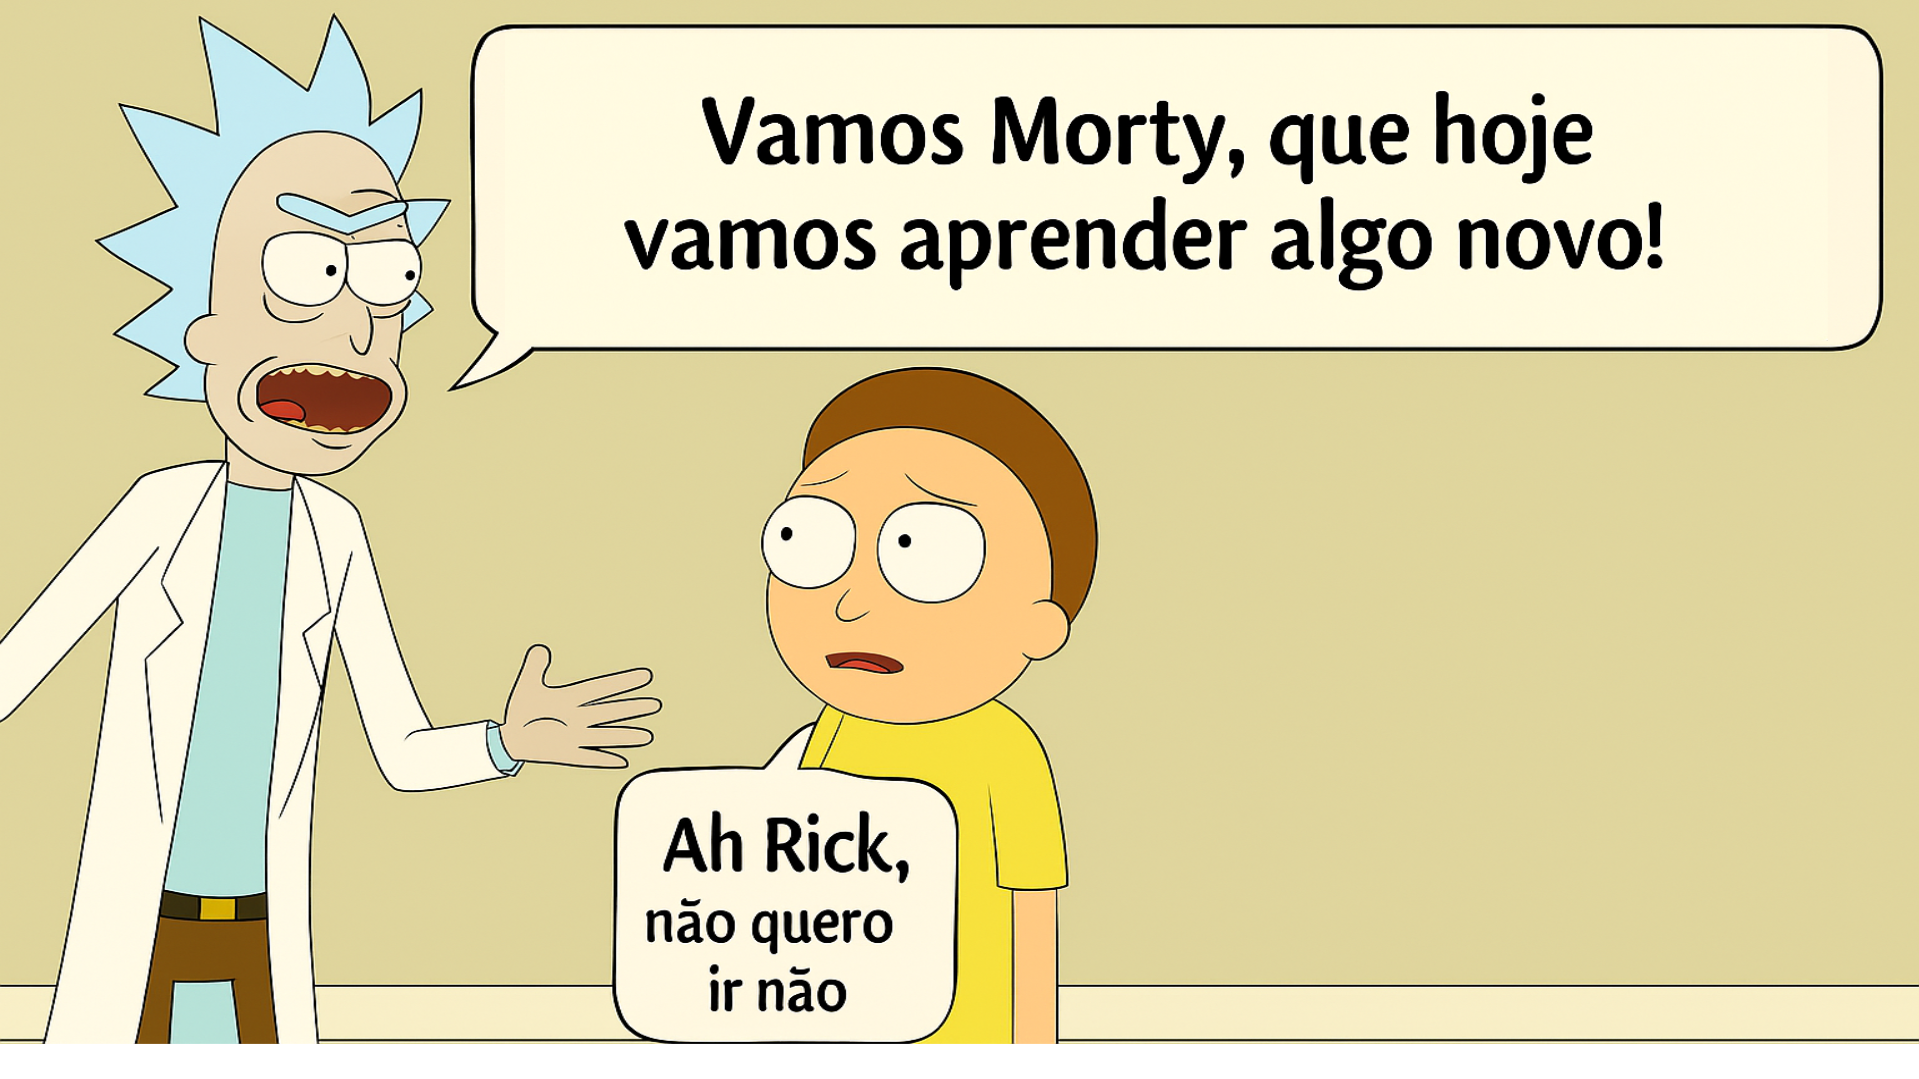 Vamos Morty, que hoje
vamos aprender algo novo!
Ah Rick,
não quero
ir não